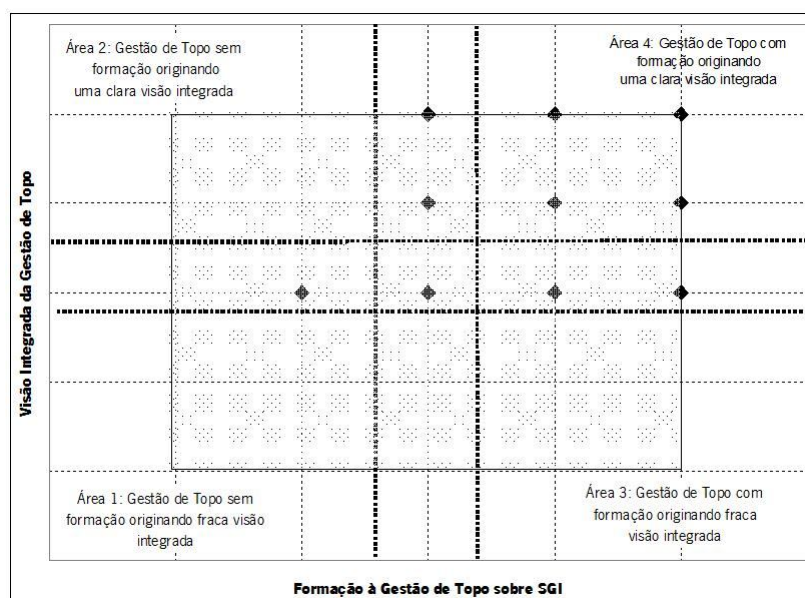 Área 2: Gestão de Topo sem
formação originando
uma clara visão integrada
Área 4: Gestão de Topo com
formação originando
uma clara visão integrada
Visão Integrada da Gestão de Topo
Área 1: Gestão de Topo sem
formação originando fraca visão
integrada
Área 3: Gestão de Topo com
formação originando fraca
visão integrada
Formação à Gestão de Topo sobre SGI